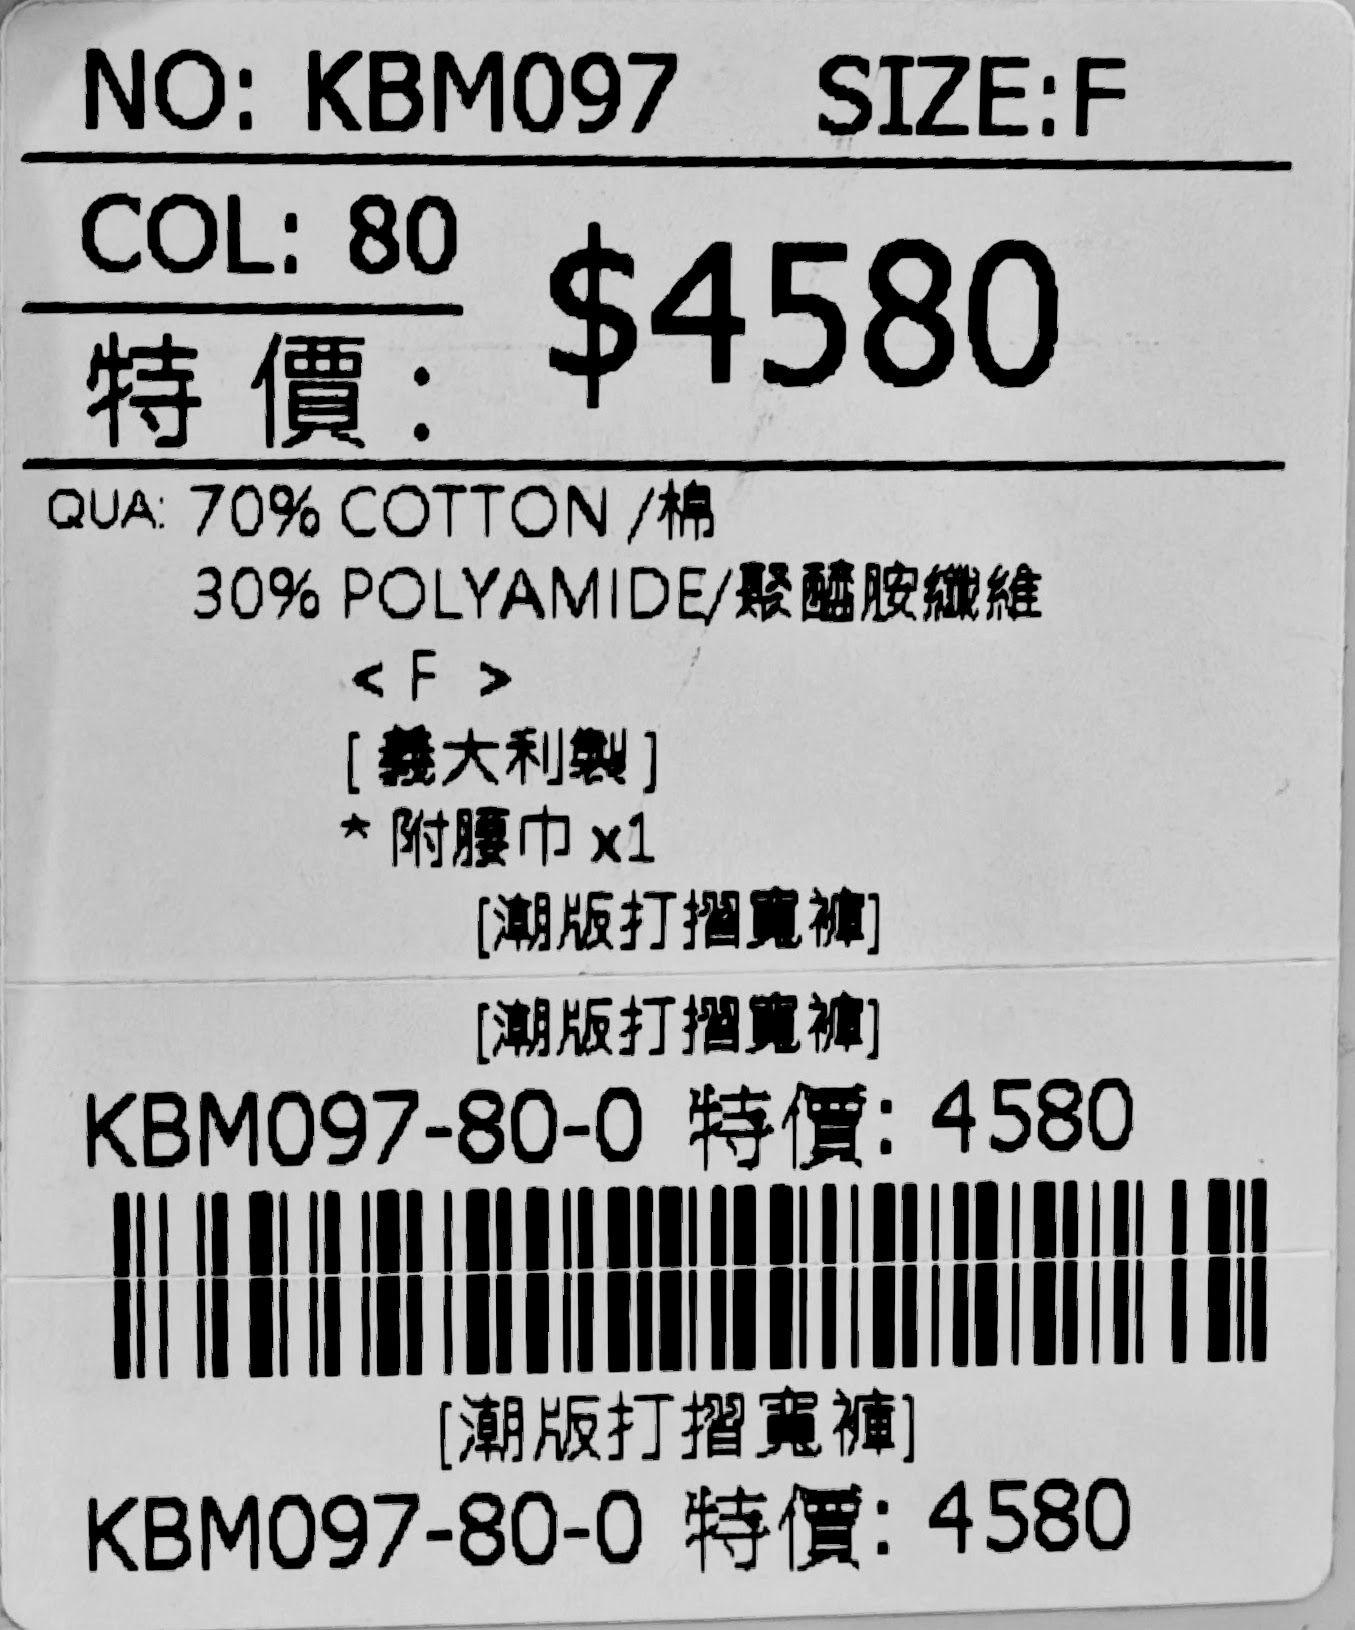 NO: KBM097 SIZE:F
COL: 80
$4580
特價:
QUA: 70% COTTON /棉
30% POLYAMIDE/聚醯胺纖維
< F >
[ 義大利製 ]
* 附腰巾 x1
[潮版打摺寬褲]
[潮版打摺寬褲]
KBM097-80-0 特價: 4580
[潮版打摺寬褲]
KBM097-80-0 特價: 4580